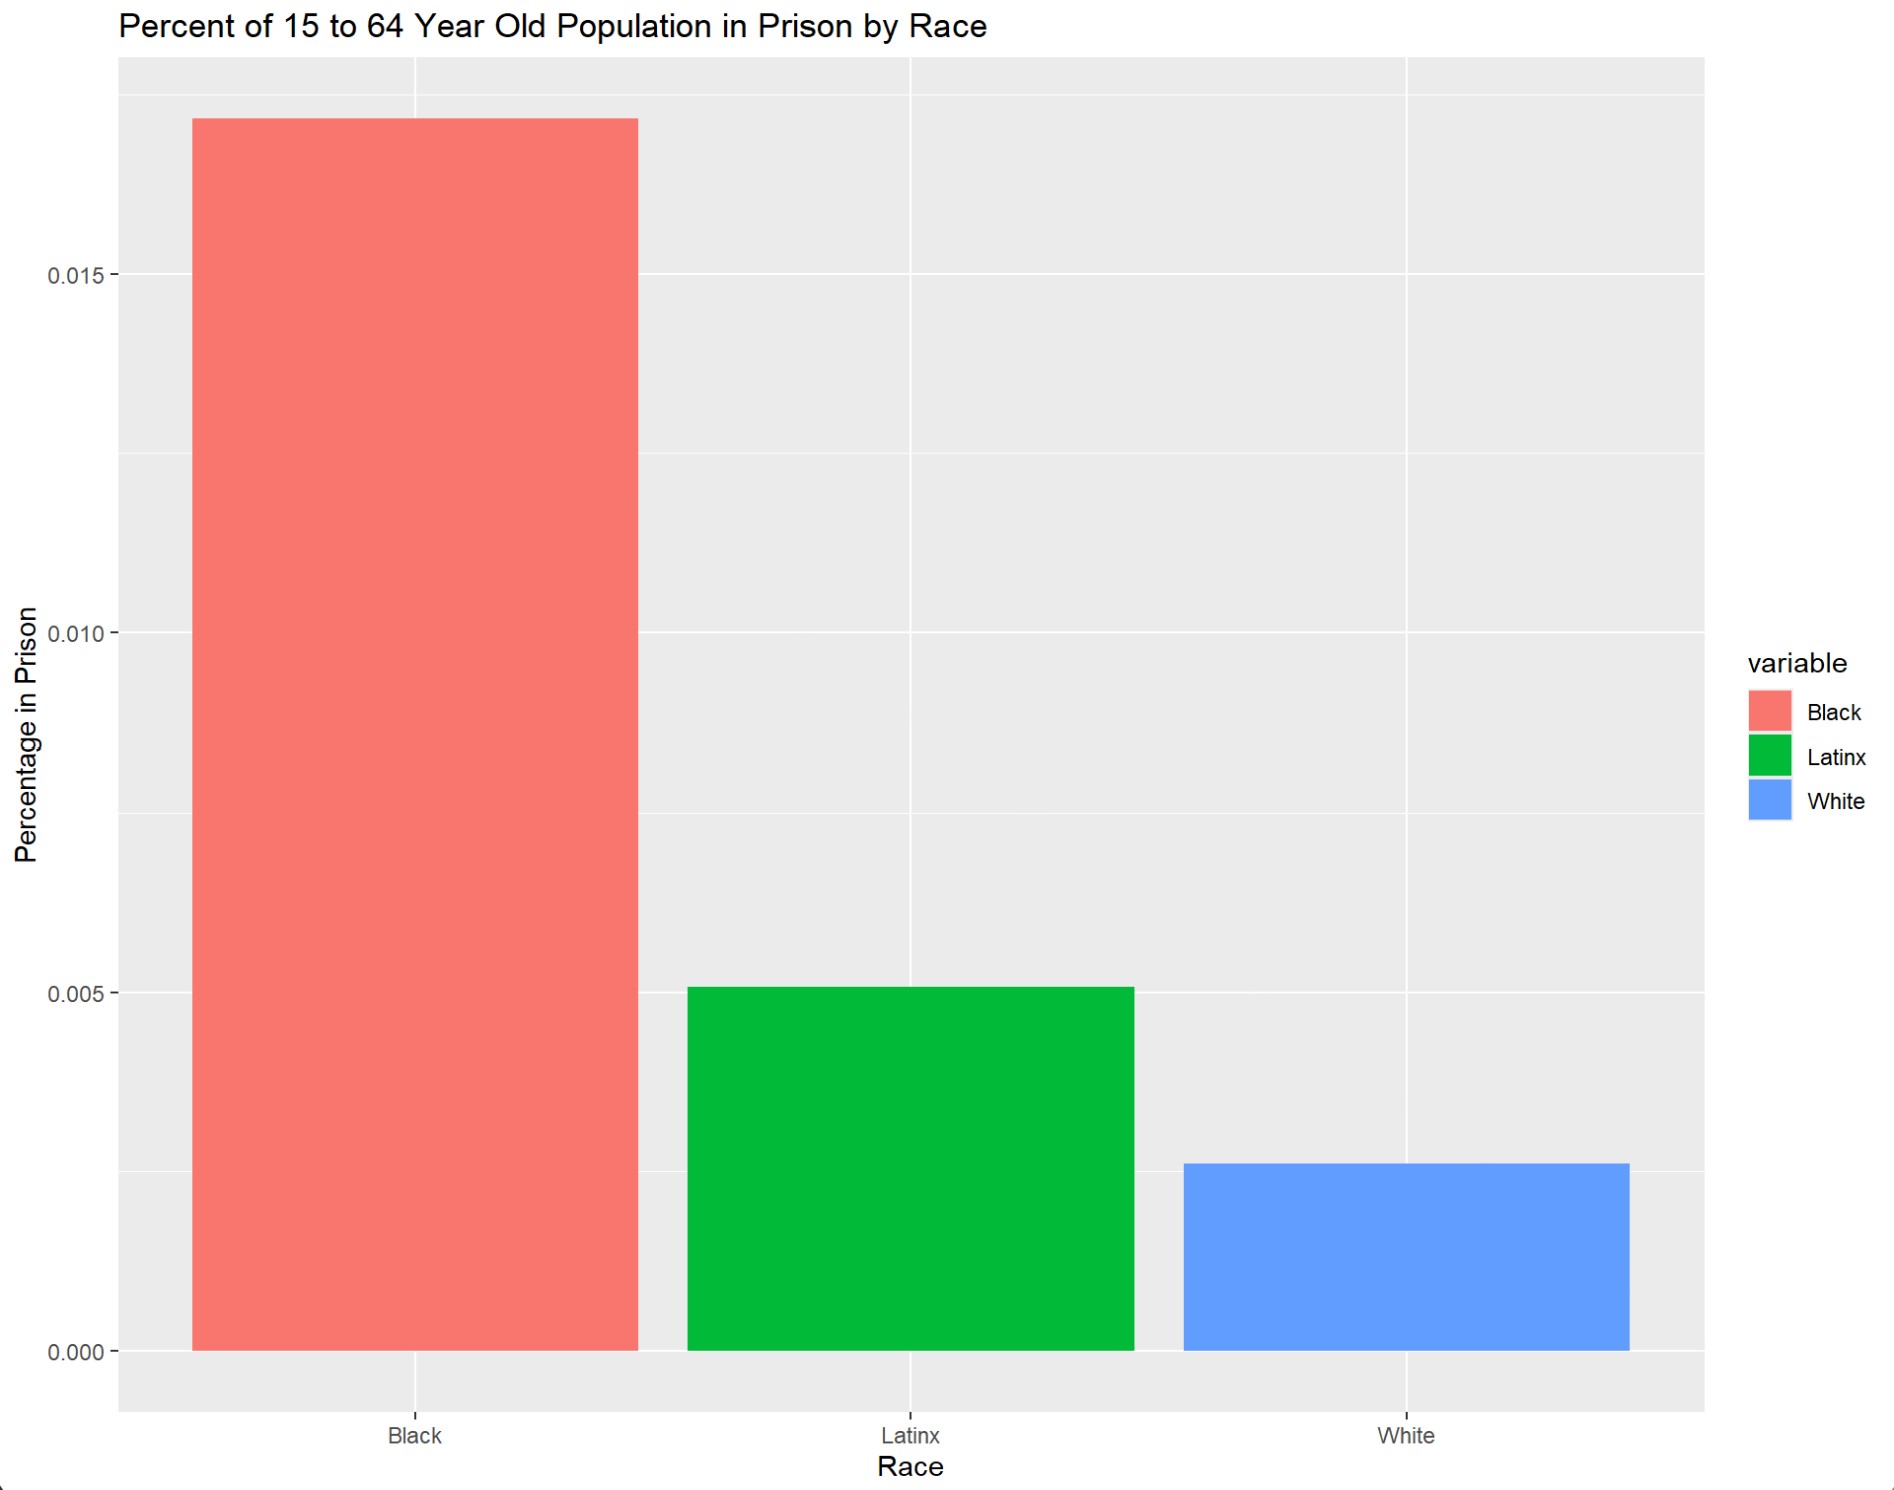 Percent of 15 to 64 Year Old Population in Prison by Race
Percentage in Prison
0.015
0.010
0.005
0.000
Black
Latinx
White
Race
variable
Black
Latinx
White